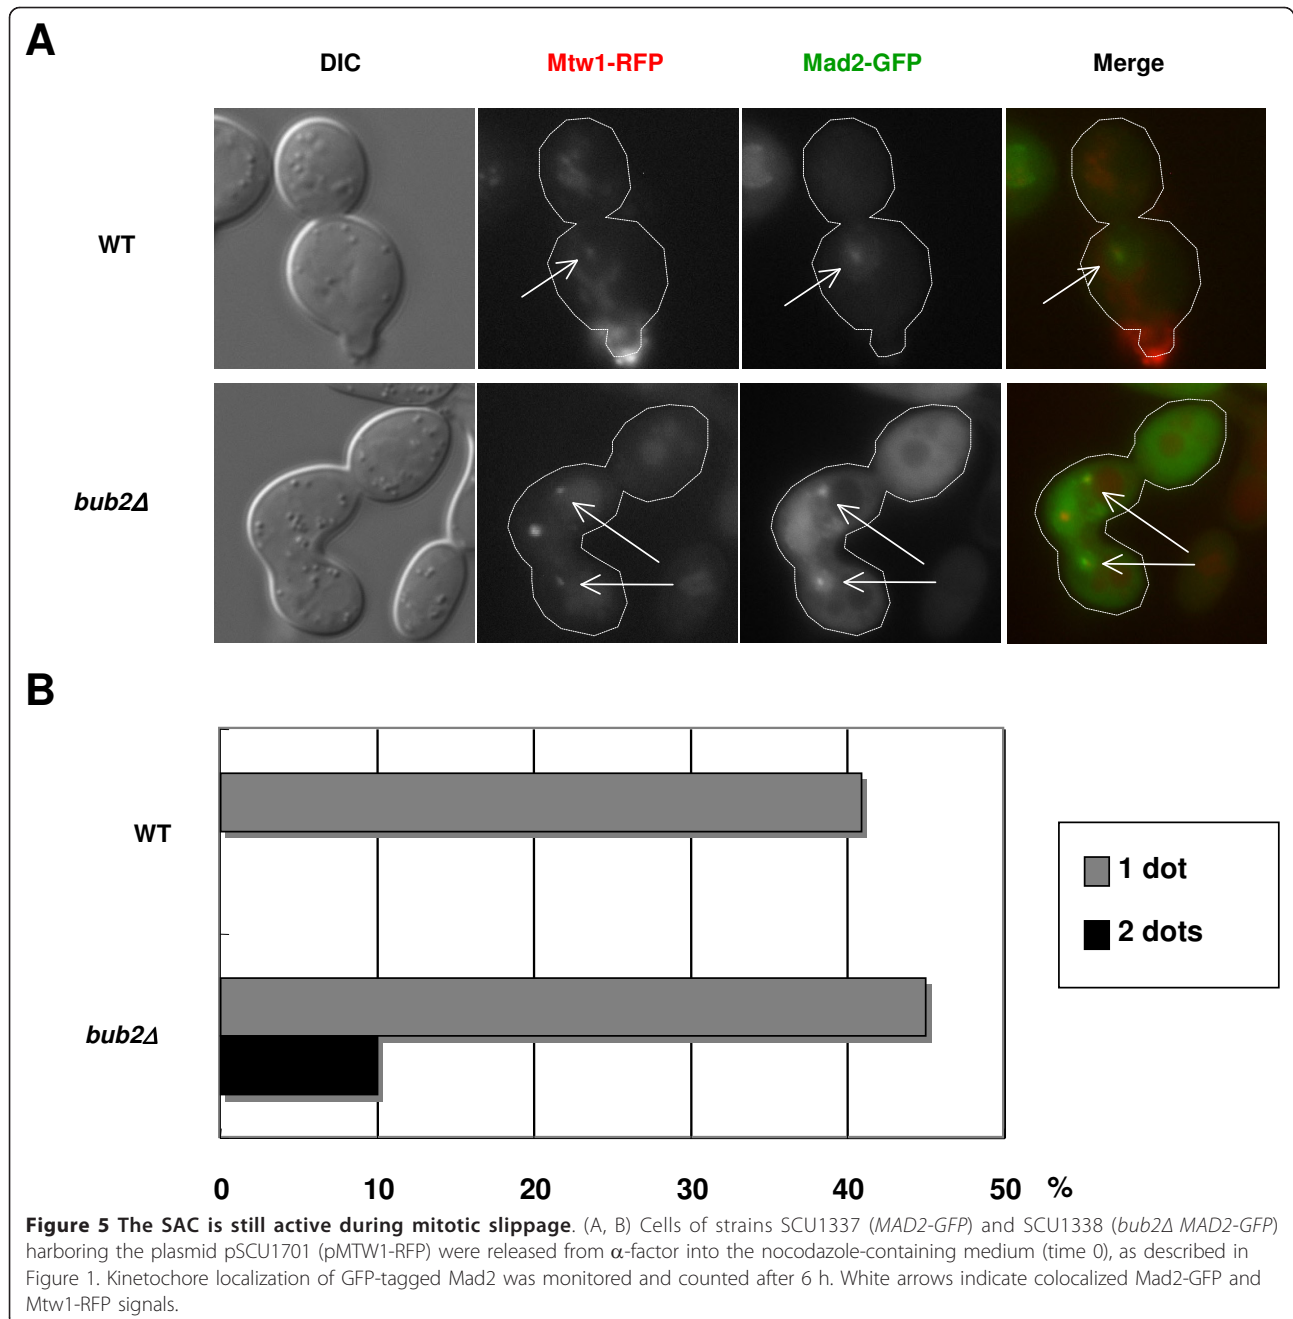 A
DIC
Mtw1-RFP
Mad2-GFP
Merge
WT
bub2Δ
B
WT
bub2Δ
1 dot
2 dots
0 10 20 30 40 50 %
Figure 5 The SAC is still active during mitotic slippage. (A, B) Cells of strains SCU1337 (MAD2-GFP) and SCU1338 (bub2Δ MAD2-GFP)
harboring the plasmid pSCU1701 (pMTW1-RFP) were released from α-factor into the nocodazole-containing medium (time 0), as described in
Figure 1. Kinetochore localization of GFP-tagged Mad2 was monitored and counted after 6 h. White arrows indicate colocalized Mad2-GFP and
Mtw1-RFP signals.